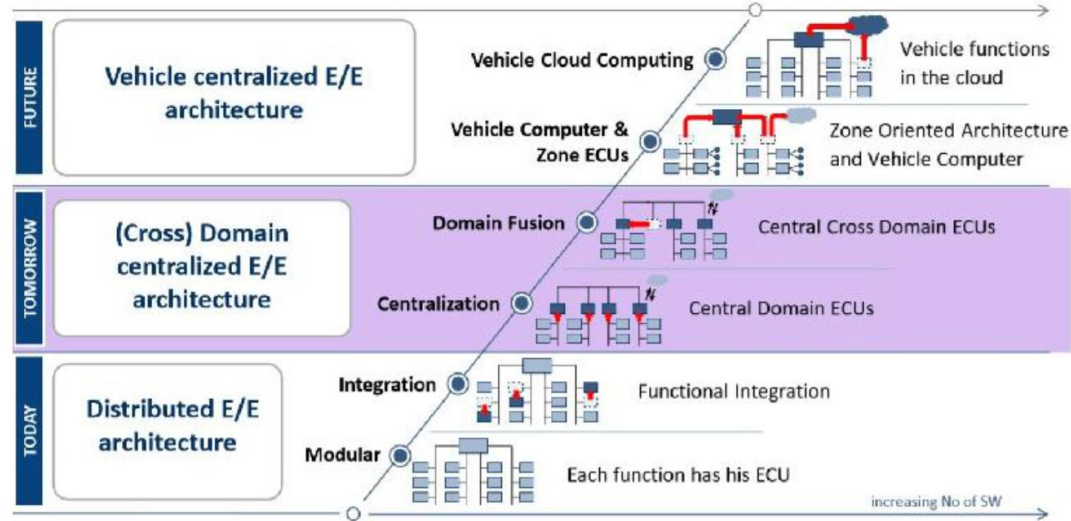 FUTURE
Vehicle centralized E/E
architecture
Vehicle Cloud Computing
Vehicle functions
in the cloud
Vehicle Computer &
Zone ECUs
Zone Oriented Architecture
and Vehicle Computer
TOMORROW
(Cross) Domain
centralized E/E
architecture
Domain Fusion
Central Cross Domain ECUs
Centralization
Central Domain ECUs
TODAY
Distributed E/E
architecture
Integration
Functional Integration
Modular
Each function has his ECU
increasing No of SW